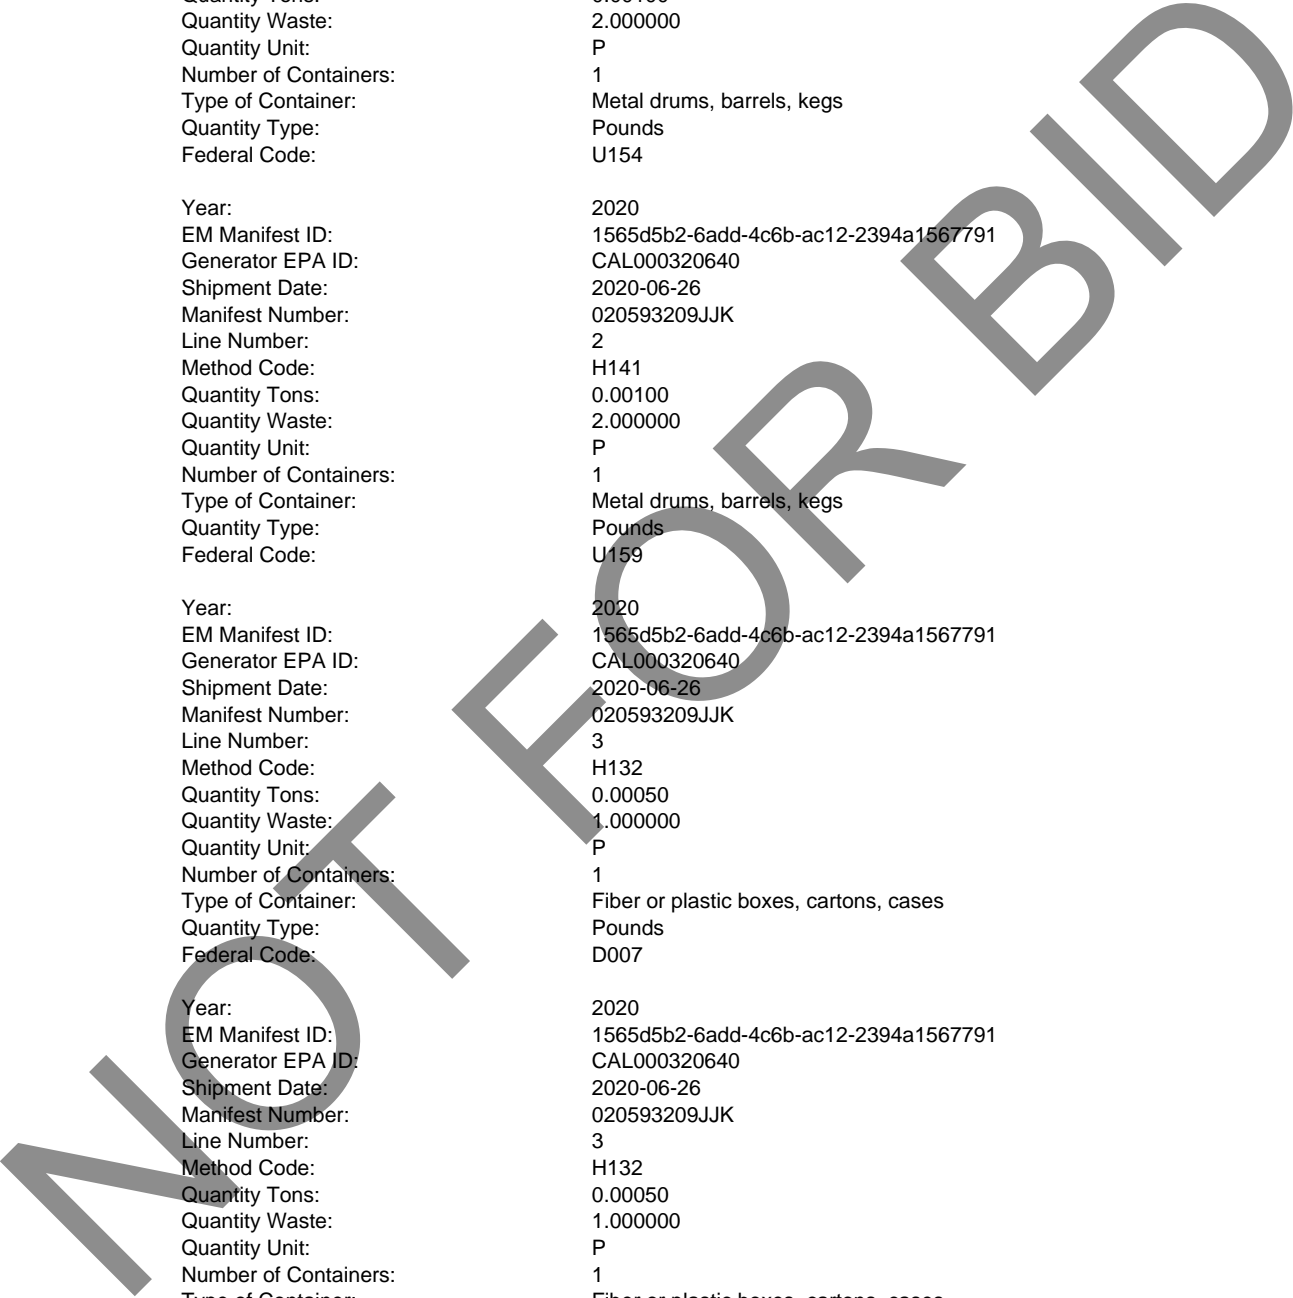 Quantity Waste: 2.000000
Quantity Unit: P
Number of Containers: 1
Type of Container: Metal drums, barrels, kegs
Quantity Type: Pounds
Federal Code: U154
Year: 2020
EM Manifest ID: 1565d5b2-6add-4c6b-ac12-2394a1567791
Generator EPA ID: CAL000320640
Shipment Date: 2020-06-26
Manifest Number: 020593209JJK
Line Number: 2
Method Code: H141
Quantity Tons: 0.00100
Quantity Waste: 2.000000
Quantity Unit: P
Number of Containers: 1
Type of Container: Metal drums, barrels, kegs
Quantity Type: Pounds
Federal Code: U159
Year: 2020
EM Manifest ID: 1565d5b2-6add-4c6b-ac12-2394a1567791
Generator EPA ID: CAL000320640
Shipment Date: 2020-06-26
Manifest Number: 020593209JJK
Line Number: 3
Method Code: H132
Quantity Tons: 0.00050
Quantity Waste: 1.000000
Quantity Unit: P
Number of Containers: 1
Type of Container: Fiber or plastic boxes, cartons, cases
Quantity Type: Pounds
Federal Code: D007
Year: 2020
EM Manifest ID: 1565d5b2-6add-4c6b-ac12-2394a1567791
Generator EPA ID: CAL000320640
Shipment Date: 2020-06-26
Manifest Number: 020593209JJK
Line Number: 3
Method Code: H132
Quantity Tons: 0.00050
Quantity Waste: 1.000000
Quantity Unit: P
Number of Containers: 1
Type of Container: Fiber or plastic boxes, cartons, cases
NOT FOR BID